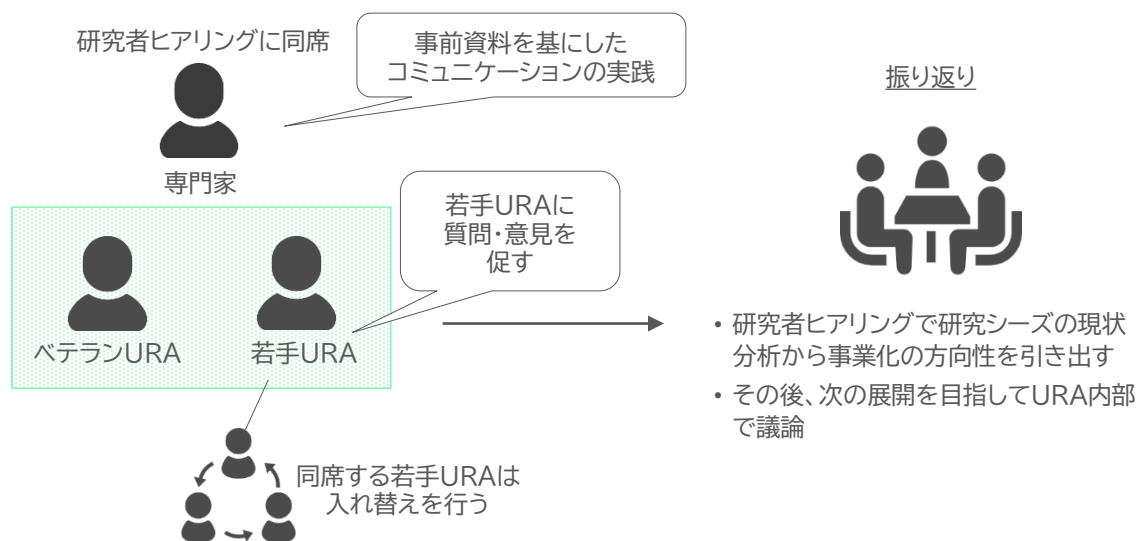 研究者ヒアリングに同席
事前資料を基にした
コミュニケーションの実践
専門家
若手URAに
質問・意見を
促す
ベテランURA
若手URA
同席する若手URAは
入れ替えを行う
振り返り
• 研究者ヒアリングで研究シーズの現状
分析から事業化の方向性を引き出す
• その後、次の展開を目指してURA内部
で議論